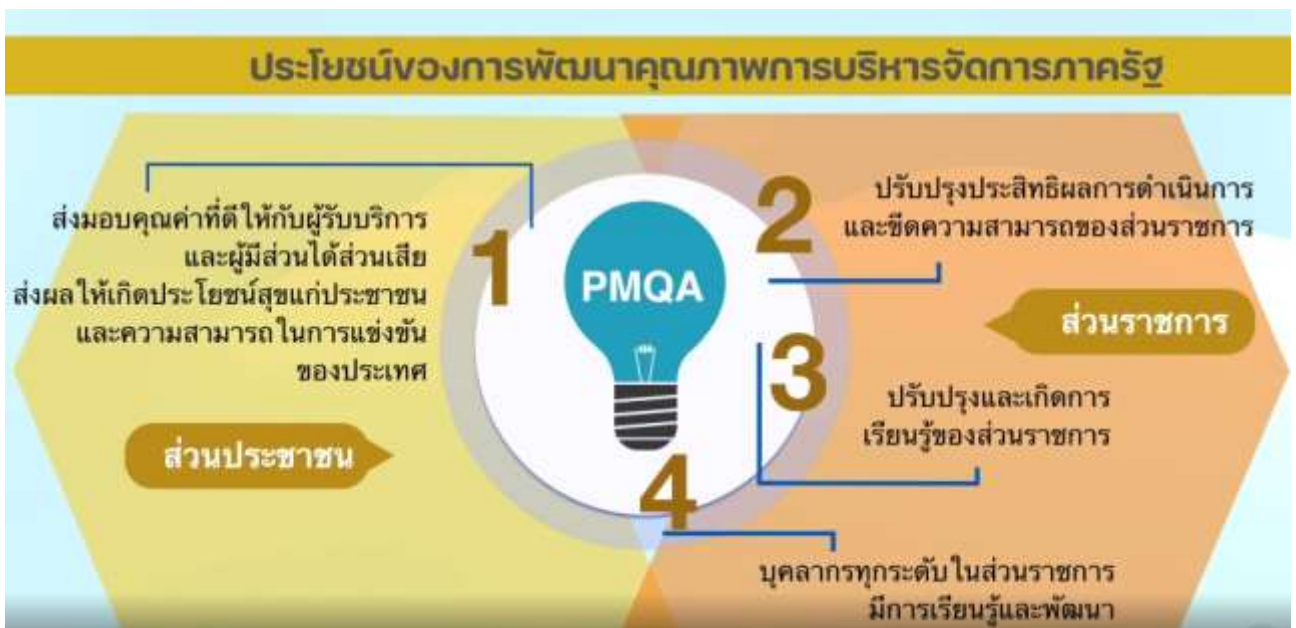 ประโยชน์ของการพัฒนาคุณภาพการบริหารจัดการภาครัฐ
1
ส่งมอบคุณค่าที่ดีให้กับผู้รับบริการ
และผู้มีส่วนได้ส่วนเสีย
ส่งผลให้เกิดประโยชน์สุขแก่ประชาชน
และความสามารถในการแข่งขัน
ของประเทศ
ส่วนประชาชน
PMQA
2
ปรับปรุงประสิทธิผลการดำเนินการ
และขีดความสามารถของส่วนราชการ
ส่วนราชการ
3
ปรับปรุงและเกิดการ
เรียนรู้ของส่วนราชการ
4
บุคลากรทุกระดับในส่วนราชการ
มีการเรียนรู้และพัฒนา